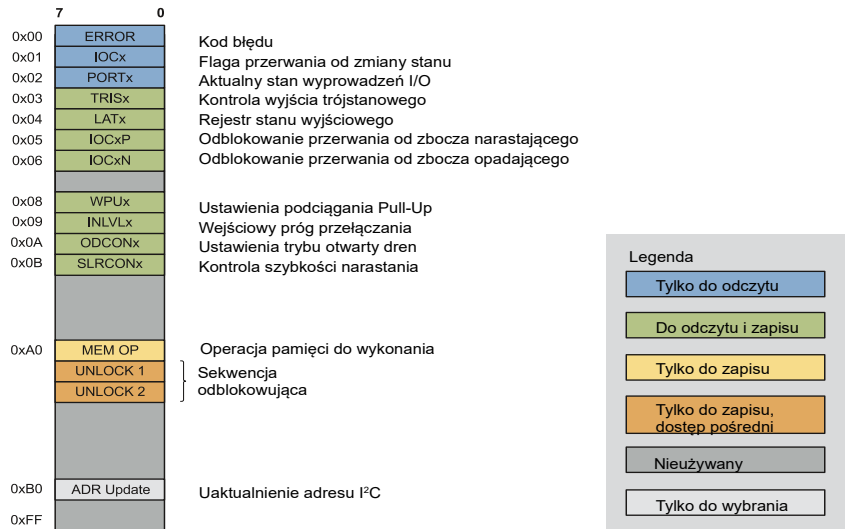 7 0
0x00 ERROR Kod błędu
0x01 IOCx Flaga przerwania od zmiany stanu
0x02 PORTx Aktualny stan wyprowadzeń I/O
0x03 TRISx Kontrola wyjścia trójstanowego
0x04 LATx Rejestr stanu wyjściowego
0x05 IOCxP Odblokowanie przerwania od zbocza narastającego
0x06 IOCxN Odblokowanie przerwania od zbocza opadającego
0x08 WPUx Ustawienia podciągania Pull-Up
0x09 INLVLx Wejściowy próg przełączania
0x0A ODCONx Ustawienia trybu otwarty dren
0x0B SLRCONx Kontrola szybkości narastania
0xA0 MEM OP Operacja pamięci do wykonania
UNLOCK 1 Sekwencja
UNLOCK 2 odblokowująca
0xB0 ADR Update Uaktualnienie adresu I²C
0xFF
Legenda
Tylko do odczytu
Do odczytu i zapisu
Tylko do zapisu
Tylko do zapisu,
dostęp pośredni
Nieużywany
Tylko do wybrania